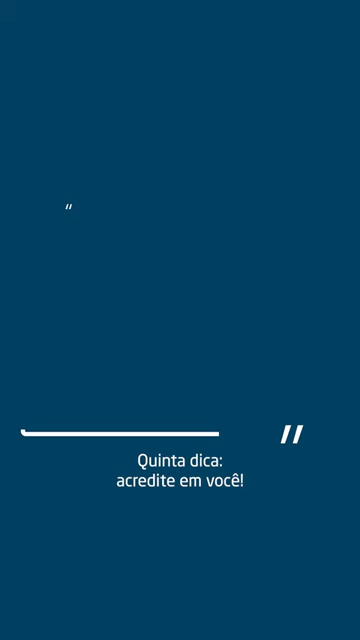 “
”
Quinta dica:
acredite em você!